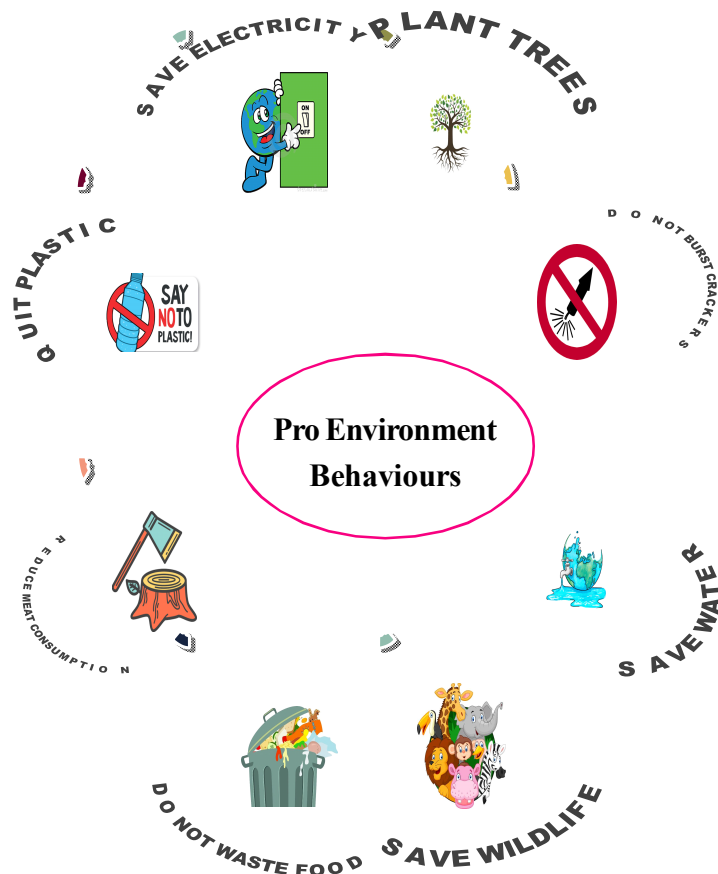 SAVE ELECTRICITY
PLANT TREES
ON
OFF
DO NOT BURST CRACKERS
QUIT PLASTIC
SAY
NO TO
PLASTIC!
Pro Environment
Behaviours
REDUCE MEAT CONSUMPTION
SAVE WATER
DO NOT WASTE FOOD
SAVE WILDLIFE